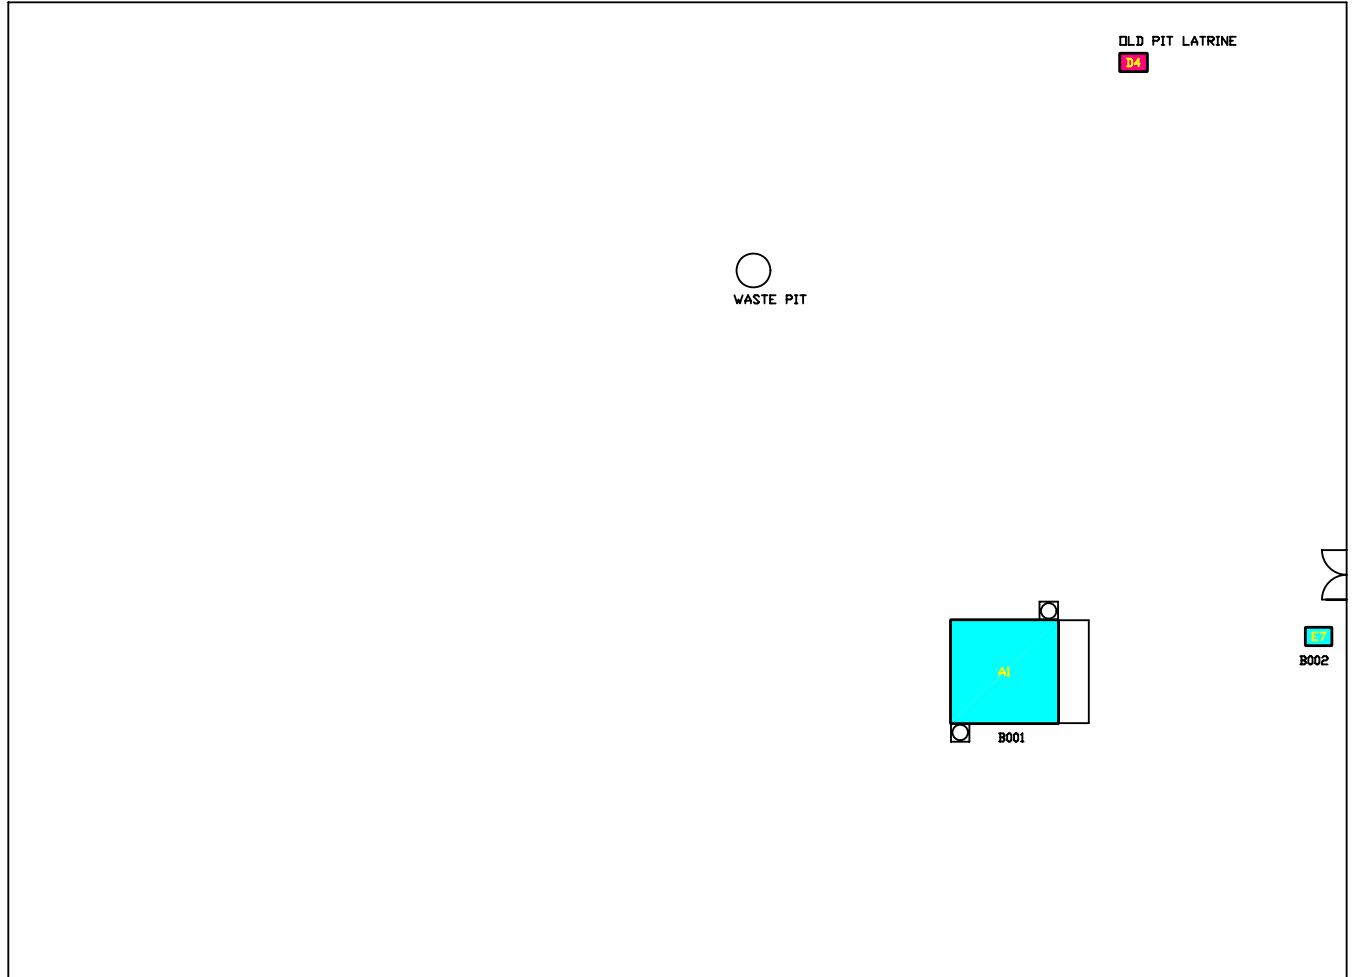 OLD PIT LATRINE
D4
WASTE PIT
E7
B002
A1
B001